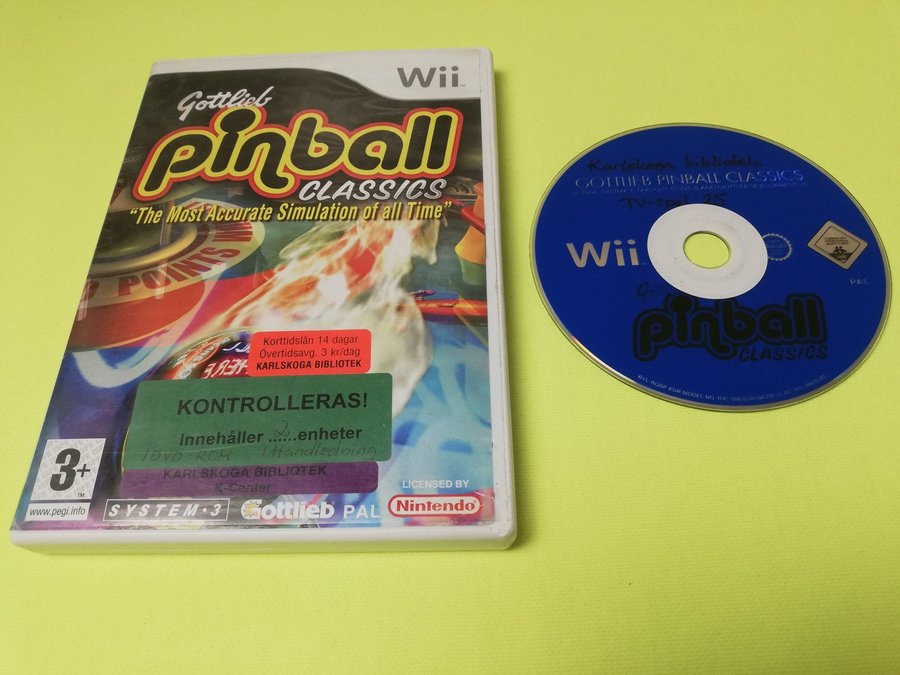 Wii
Gottlieb
pinball
CLASSICS
"The Most Accurate Simulation of all Time"
POINTS
HERE
Korttidslån 14 dagar
Övertidsavg. 3 kr/dag
KARLSKOGA BIBLIOTEK
KONTROLLERAS!
Innehåller ..2....enheter
1 DVD-ROM 1 Handledning
KARLSKOGA BIBLIOTEK
K-Center
3+
www.pegi.info
SYSTEM·3
Gottlieb
PAL
LICENSED BY
Nintendo
Karlskoga bibliotek
GOTTLIEB PINBALL CLASSICS
TV-spel 25
Wii
PAL
pinball
CLASSICS